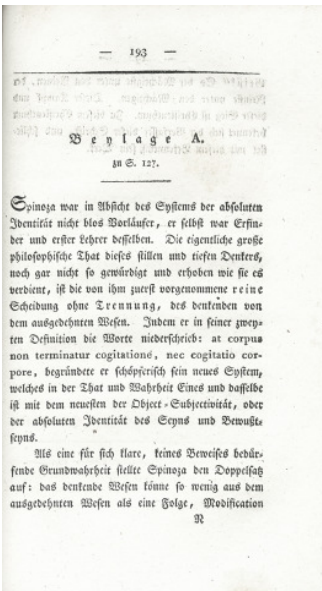 — 193 —
Beylage A.
zu S. 127.
Spinoza war in Absicht des Systems der absoluten
Identität nicht blos Vorläufer, er selbst war Erfin-
der und erster Lehrer desselben. Die eigentliche große
philosophische That dieses stillen und tiefen Denkers,
noch gar nicht so gewürdigt und erhoben wie sie es
verdient, ist die von ihm zuerst vorgenommene reine
Scheidung ohne Trennung, des denkenden von
dem ausgedehnten Wesen. Indem er in seiner zwey-
ten Definition die Worte niederschrieb: at corpus
non terminatur cogitatione, nec cogitatio cor-
pore, begründete er schöpferisch sein neues System,
welches in der That und Wahrheit Eines und dasselbe
ist mit dem neuesten der Object-Subjectivität, oder
der absoluten Identität des Seyns und Bewußt-
seyns.
Als eine für sich klare, keines Beweises bedür-
fende Grundwahrheit stellte Spinoza den Doppelsatz
auf: das denkende Wesen könne so wenig aus dem
ausgedehnten Wesen als eine Folge, Modification
N